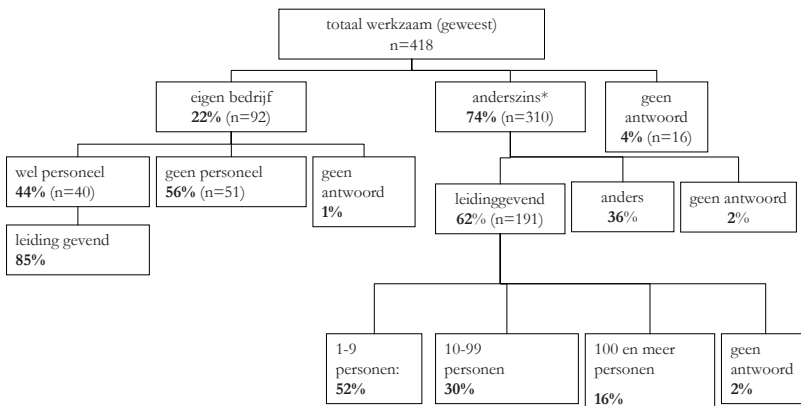 totaal werkzaam (geweest)
n=418
eigen bedrijf
22% (n=92)
anderszins*
74% (n=310)
geen
antwoord
4% (n=16)
wel personeel
44% (n=40)
geen personeel
56% (n=51)
geen
antwoord
1%
leidinggevend
62% (n=191)
anders
36%
geen antwoord
2%
leiding gevend
85%
1-9
personen:
52%
10-99
personen
30%
100 en meer
personen
16%
geen
antwoord
2%